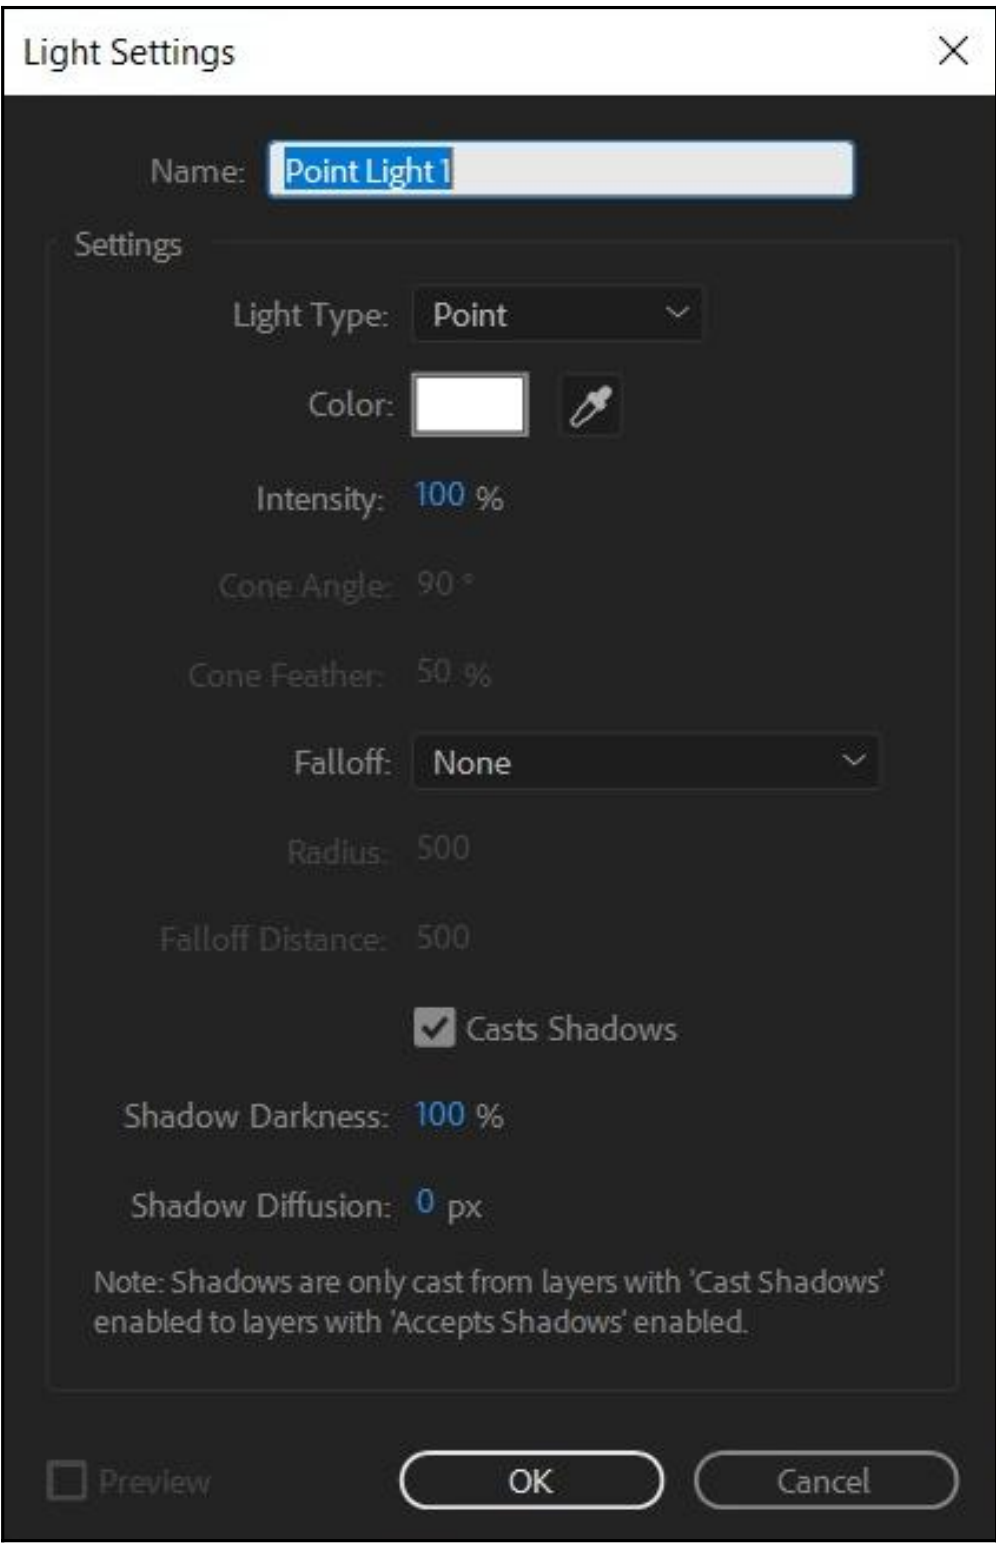 Light Settings
Name: Point Light 1
Settings
Light Type: Point
Color:
Intensity: 100 %
Cone Angle: 90 °
Cone Feather: 50 %
Falloff: None
Radius: 500
Falloff Distance: 500
Casts Shadows
Shadow Darkness: 100 %
Shadow Diffusion: 0 px
Note: Shadows are only cast from layers with 'Cast Shadows'
enabled to layers with 'Accepts Shadows' enabled.
Preview OK Cancel